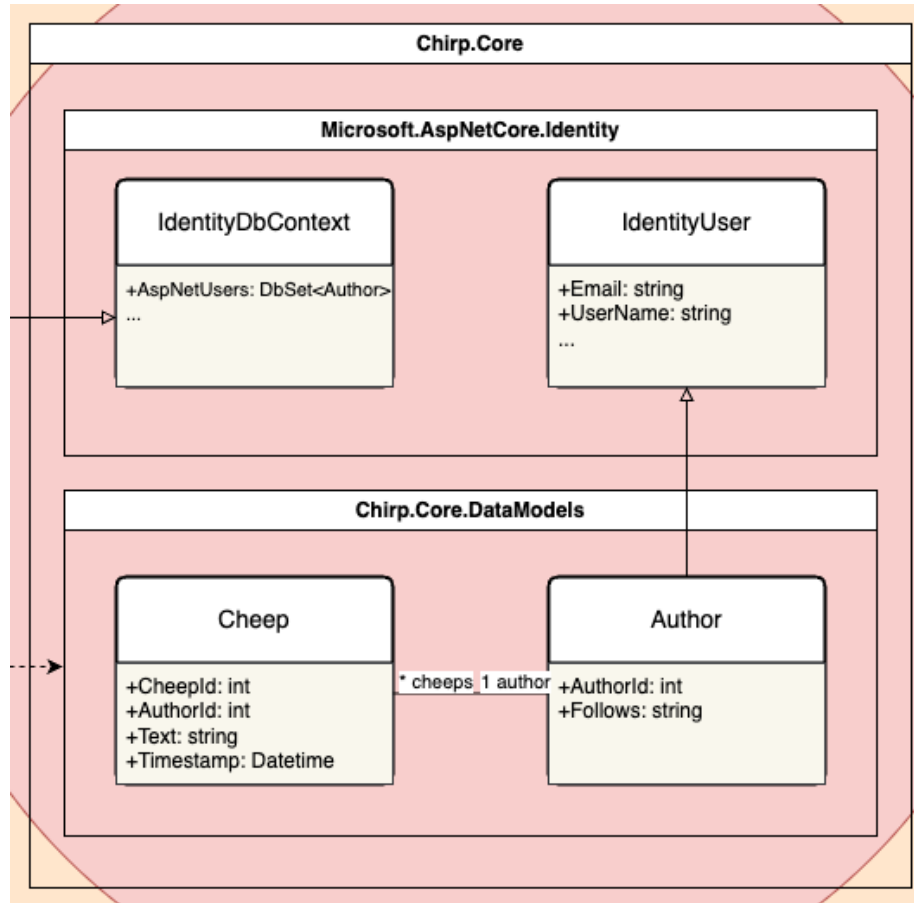 Chirp.Core
Microsoft.AspNetCore.Identity
IdentityDbContext
+AspNetUsers: DbSet<Author>
...
IdentityUser
+Email: string
+UserName: string
...
Chirp.Core.DataModels
Cheep
+CheepId: int
+AuthorId: int
+Text: string
+Timestamp: Datetime
* cheeps 1 author
Author
+AuthorId: int
+Follows: string